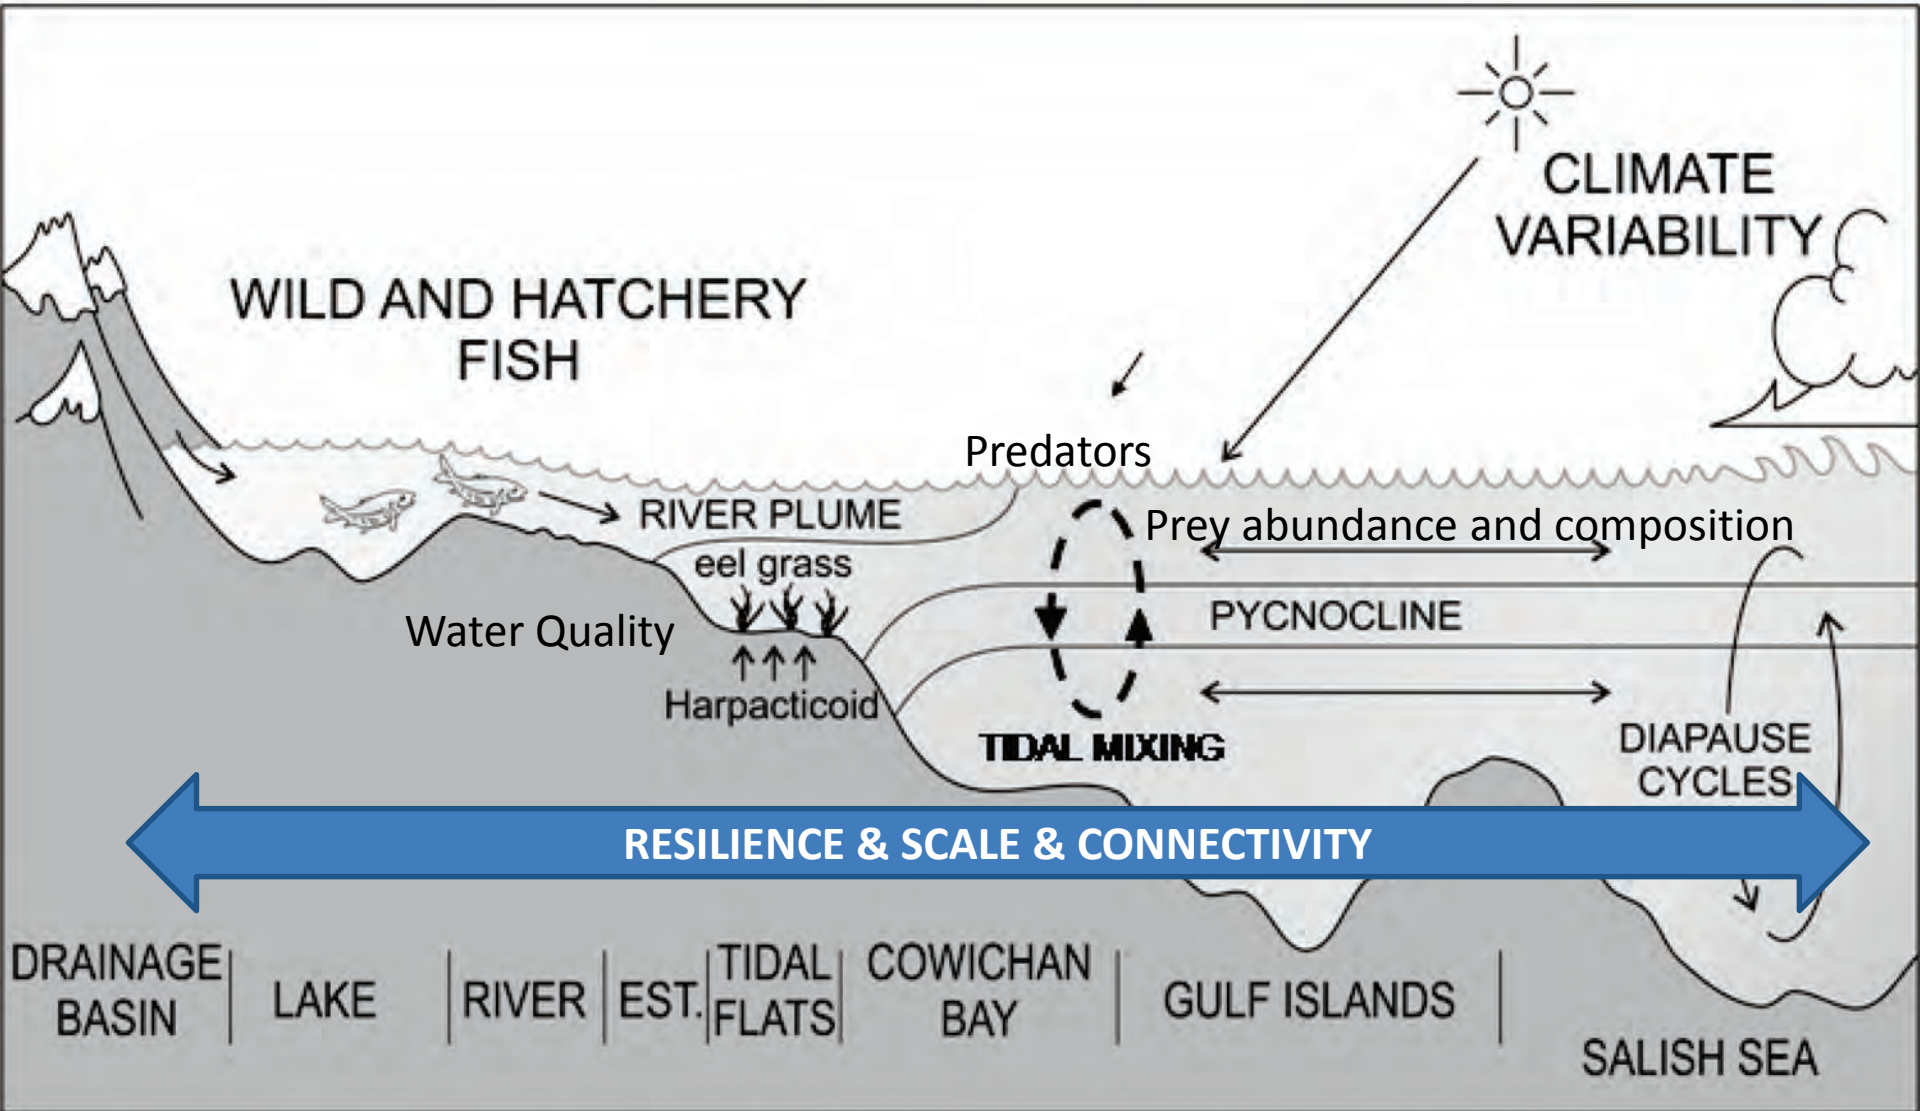 CLIMATE
VARIABILITY
WILD AND HATCHERY
FISH
Predators
RIVER PLUME
Prey abundance and composition
eel grass
Water Quality
PYCNOCLINE
Harpacticoid
TIDAL MIXING
DIAPAUSE
CYCLES
RESILIENCE & SCALE & CONNECTIVITY
DRAINAGE
BASIN
LAKE
RIVER
EST.
TIDAL
FLATS
COWICHAN
BAY
GULF ISLANDS
SALISH SEA